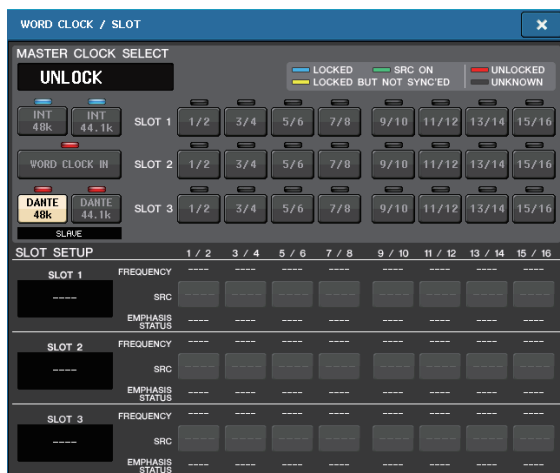 WORD CLOCK / SLOT
×
MASTER CLOCK SELECT
UNLOCK
LOCKED SRC ON UNLOCKED
LOCKED BUT NOT SYNC'ED UNKNOWN
INT 48k
INT 44.1k
SLOT 1 1/2 3/4 5/6 7/8 9/10 11/12 13/14 15/16
WORD CLOCK IN
SLOT 2 1/2 3/4 5/6 7/8 9/10 11/12 13/14 15/16
DANTE 48k
DANTE 44.1k
SLOT 3 1/2 3/4 5/6 7/8 9/10 11/12 13/14 15/16
SLAVE
SLOT SETUP 1 / 2 3 / 4 5 / 6 7 / 8 9 / 10 11 / 12 13 / 14 15 / 16
SLOT 1
----
FREQUENCY ---- ---- ---- ---- ---- ---- ---- ----
SRC ---- ---- ---- ---- ---- ---- ---- ----
EMPHASIS STATUS ---- ---- ---- ---- ---- ---- ---- ----
SLOT 2
----
FREQUENCY ---- ---- ---- ---- ---- ---- ---- ----
SRC ---- ---- ---- ---- ---- ---- ---- ----
EMPHASIS STATUS ---- ---- ---- ---- ---- ---- ---- ----
SLOT 3
----
FREQUENCY ---- ---- ---- ---- ---- ---- ---- ----
SRC ---- ---- ---- ---- ---- ---- ---- ----
EMPHASIS STATUS ---- ---- ---- ---- ---- ---- ---- ----